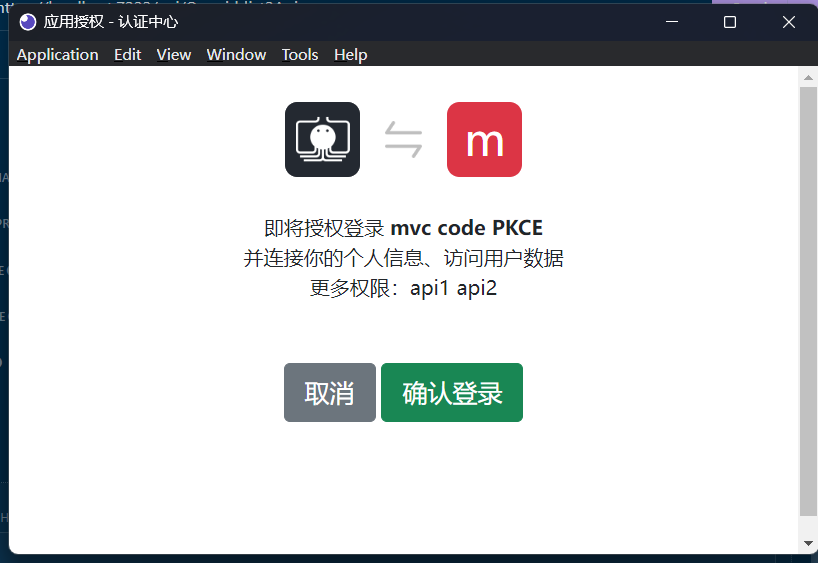 应用授权 - 认证中心
Application Edit View Window Tools Help
m
即将授权登录 mvc code PKCE
并连接你的个人信息、访问用户数据
更多权限：api1 api2
取消 确认登录